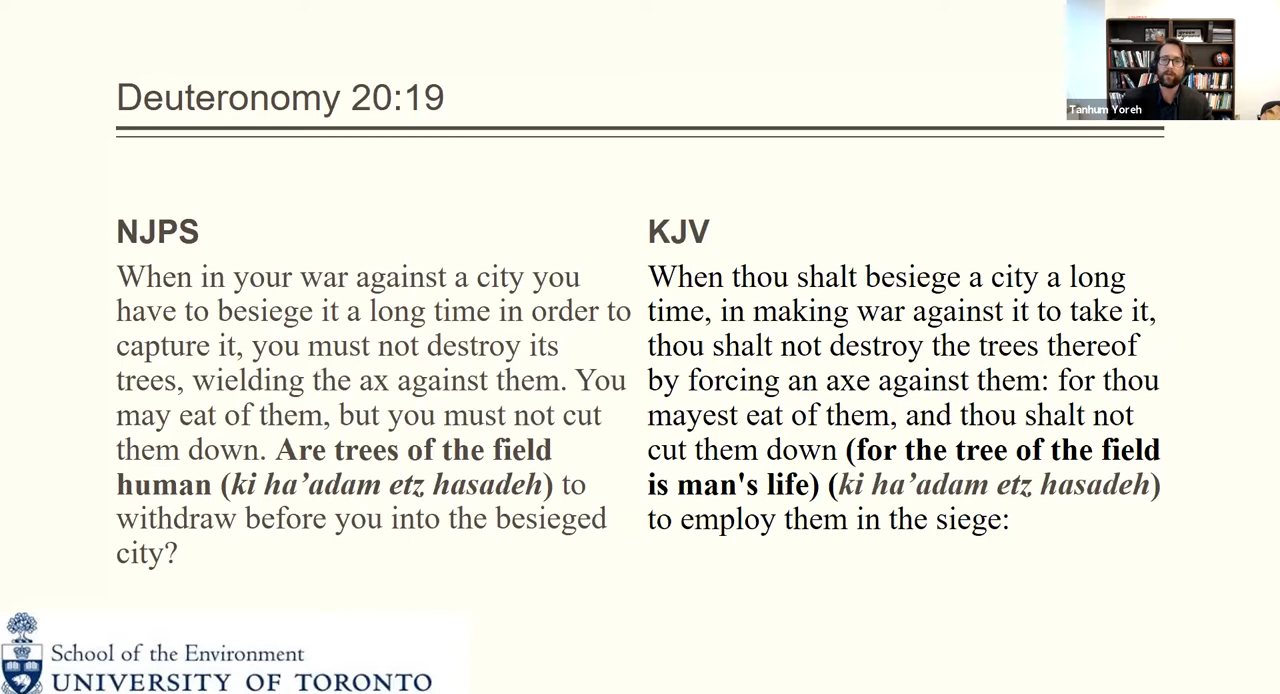 Deuteronomy 20:19
Tanhum Yoreh
NJPS
When in your war against a city you
have to besiege it a long time in order to
capture it, you must not destroy its
trees, wielding the ax against them. You
may eat of them, but you must not cut
them down. Are trees of the field
human (ki ha’adam etz hasadeh) to
withdraw before you into the besieged
city?
KJV
When thou shalt besiege a city a long
time, in making war against it to take it,
thou shalt not destroy the trees thereof
by forcing an axe against them: for thou
mayest eat of them, and thou shalt not
cut them down (for the tree of the field
is man's life) (ki ha’adam etz hasadeh)
to employ them in the siege:
School of the Environment
UNIVERSITY OF TORONTO